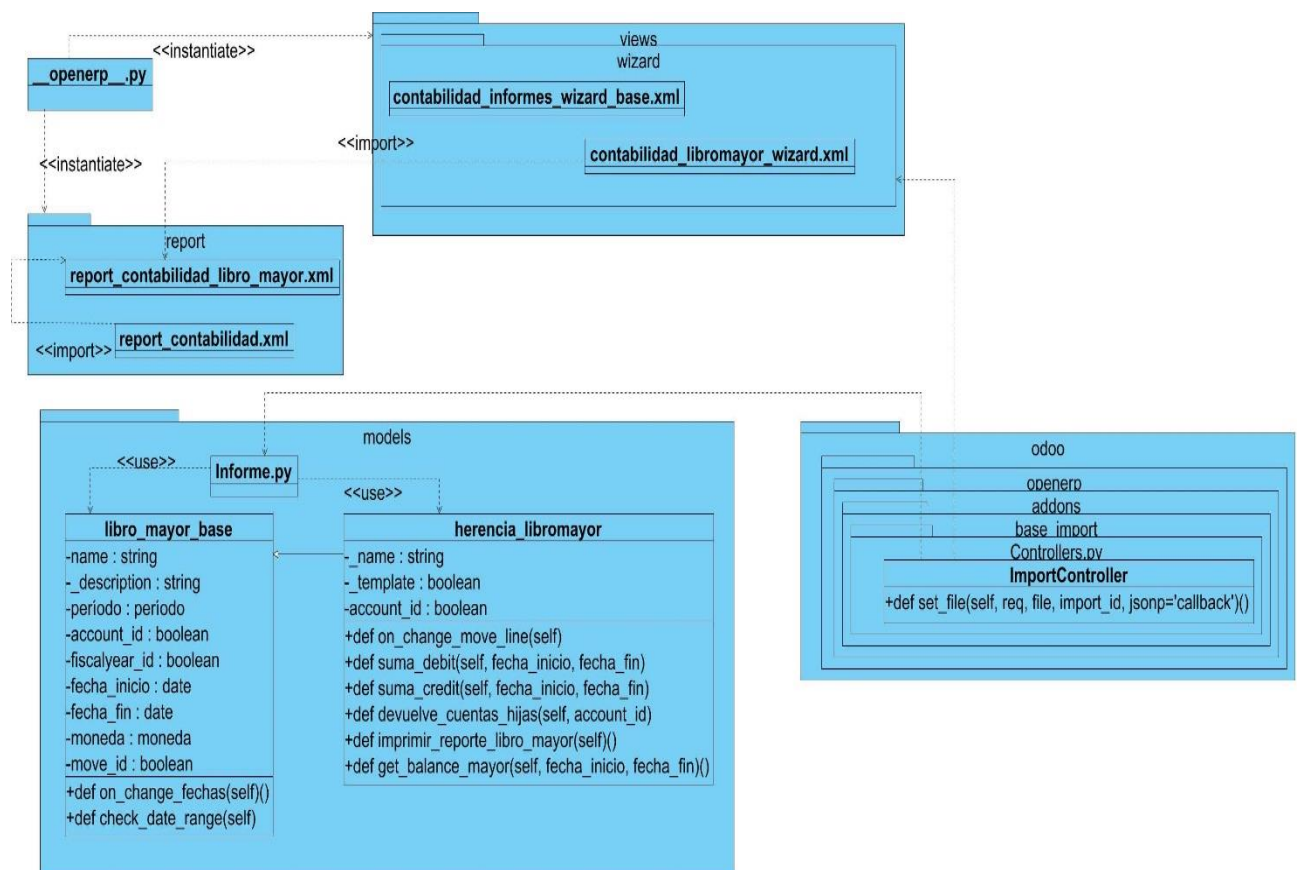 <<instantiate>>
__openerp__.py
<<instantiate>>
views
wizard
contabilidad_informes_wizard_base.xml
<<import>>
contabilidad_libromayor_wizard.xml
report
report_contabilidad_libro_mayor.xml
report_contabilidad.xml
<<import>>
models
<<use>>
Informe.py
<<use>>
libro_mayor_base
-name : string
-_description : string
-periodo : periodo
-account_id : boolean
-fiscalyear_id : boolean
-fecha_inicio : date
-fecha_fin : date
-moneda : moneda
-move_id : boolean
+def on_change_fechas(self)()
+def check_date_range(self)
herencia_libromayor
-_name : string
-_template : boolean
-account_id : boolean
+def on_change_move_line(self)
+def suma_debit(self, fecha_inicio, fecha_fin)
+def suma_credit(self, fecha_inicio, fecha_fin)
+def devuelve_cuentas_hijas(self, account_id)
+def imprimir_reporte_libro_mayor(self)()
+def get_balance_mayor(self, fecha_inicio, fecha_fin)()
odoo
openerp
addons
base_import
Controllers.py
ImportController
+def set_file(self, req, file, import_id, jsonp='callback')()